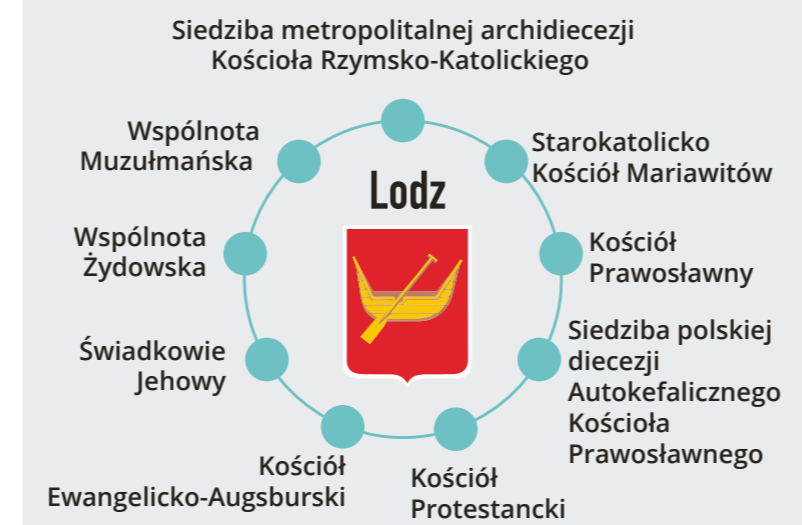 Siedziba metropolitalnej archidiecezji
Kościoła Rzymsko-Katolickiego
Wspólnota
Muzułmańska
Starokatolicko
Kościół Mariawitów
Lodz
Wspólnota
Żydowska
Kościół
Prawosławny
Świadkowie
Jehowy
Siedziba polskiej
diecezji
Autokefalicznego
Kościoła
Prawosławnego
Kościół
Ewangelicko-Augsburski
Kościół
Protestancki